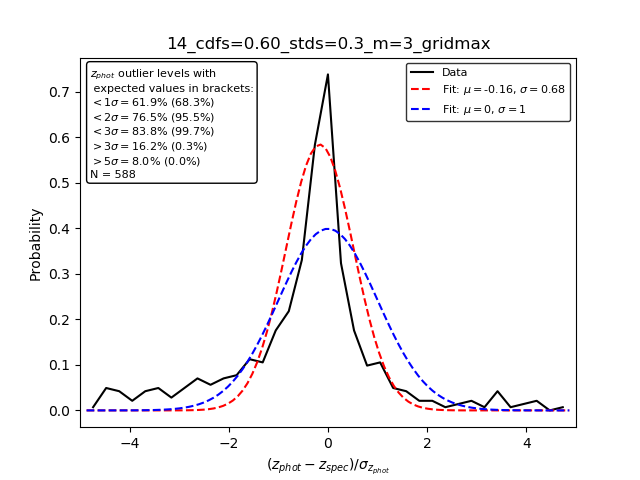 14_cdfs=0.60_stds=0.3_m=3_gridmax
z_phot outlier levels with
expected values in brackets:
<1σ=61.9% (68.3%)
<2σ=76.5% (95.5%)
<3σ=83.8% (99.7%)
>3σ=16.2% (0.3%)
>5σ=8.0% (0.0%)
N = 588
Data
Fit: μ=-0.16, σ=0.68
Fit: μ=0, σ=1
Probability
0.7
0.6
0.5
0.4
0.3
0.2
0.1
0.0
−4
−2
0
2
4
(z_phot − z_spec)/σ_z_phot